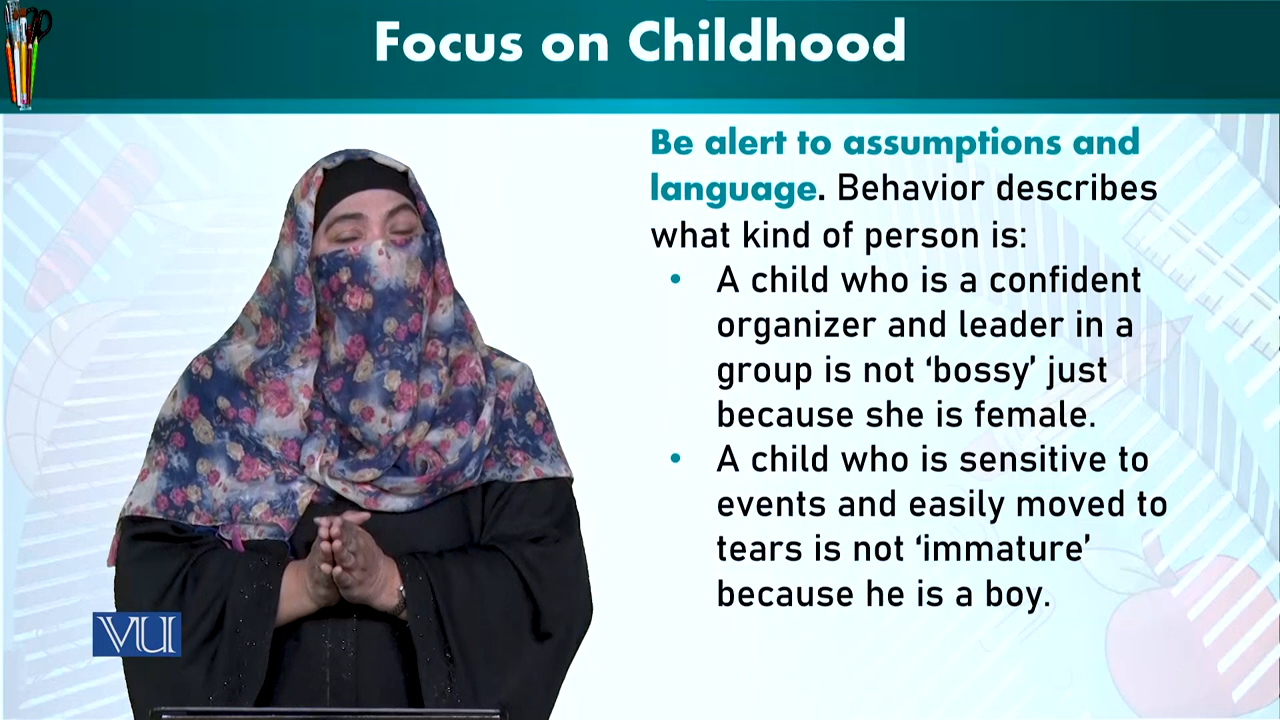 Focus on Childhood
Be alert to assumptions and
language. Behavior describes
what kind of person is:
• A child who is a confident
organizer and leader in a
group is not ‘bossy’ just
because she is female.
• A child who is sensitive to
events and easily moved to
tears is not ‘immature’
because he is a boy.
VU